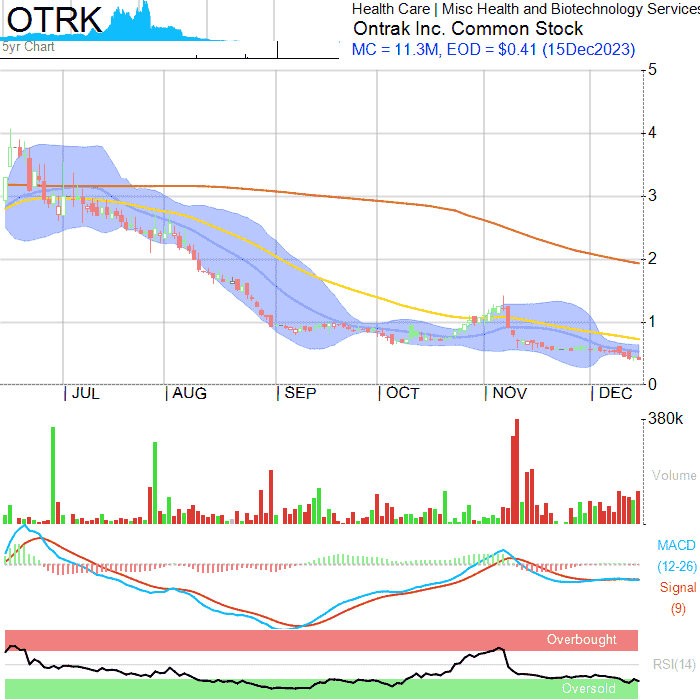 OTRK
Health Care | Misc Health and Biotechnology Services
Ontrak Inc. Common Stock
MC = 11.3M, EOD = $0.41 (15Dec2023)
5yr Chart
5
4
3
2
1
0
JUL AUG SEP OCT NOV DEC
380k
Volume
MACD
(12-26)
Signal
(9)
Overbought
RSI(14)
Oversold